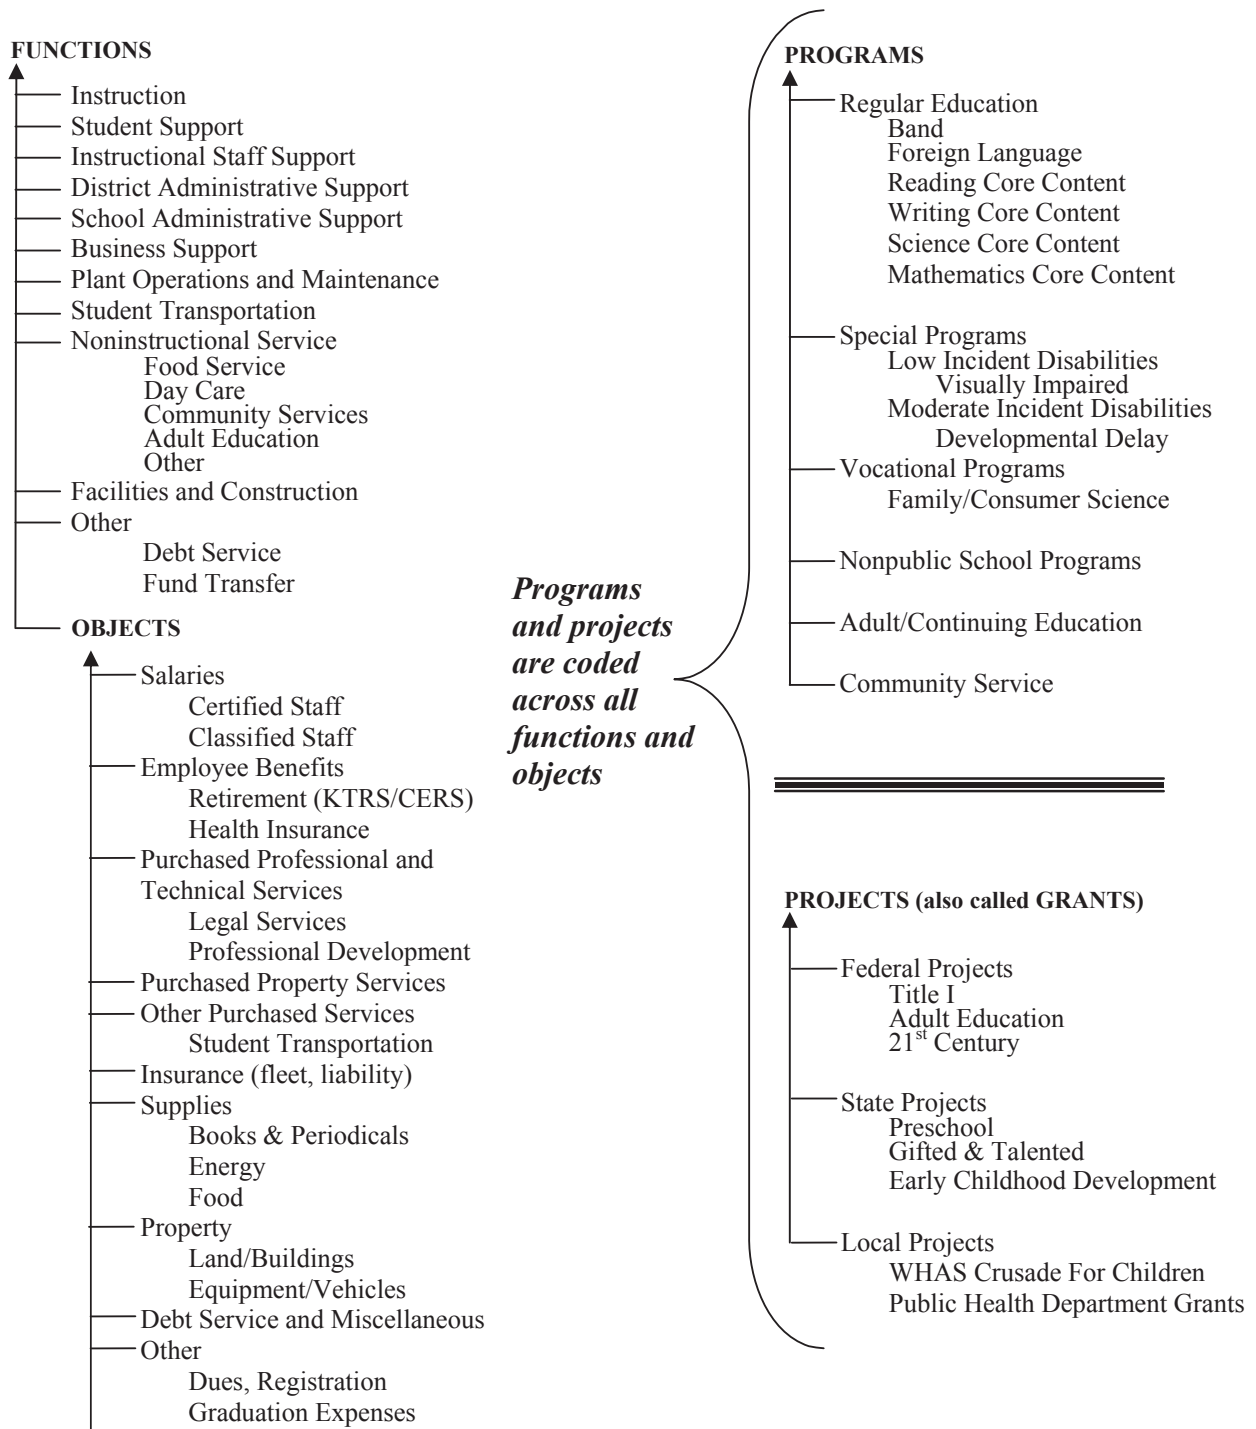 FUNCTIONS
Instruction
Student Support
Instructional Staff Support
District Administrative Support
School Administrative Support
Business Support
Plant Operations and Maintenance
Student Transportation
Noninstructional Service
Food Service
Day Care
Community Services
Adult Education
Other
Facilities and Construction
Other
Debt Service
Fund Transfer
OBJECTS
Salaries
Certified Staff
Classified Staff
Employee Benefits
Retirement (KTRS/CERS)
Health Insurance
Purchased Professional and
Technical Services
Legal Services
Professional Development
Purchased Property Services
Other Purchased Services
Student Transportation
Insurance (fleet, liability)
Supplies
Books & Periodicals
Energy
Food
Property
Land/Buildings
Equipment/Vehicles
Debt Service and Miscellaneous
Other
Dues, Registration
Graduation Expenses
Programs
and projects
are coded
across all
functions and
objects
PROGRAMS
Regular Education
Band
Foreign Language
Reading Core Content
Writing Core Content
Science Core Content
Mathematics Core Content
Special Programs
Low Incident Disabilities
Visually Impaired
Moderate Incident Disabilities
Developmental Delay
Vocational Programs
Family/Consumer Science
Nonpublic School Programs
Adult/Continuing Education
Community Service
PROJECTS (also called GRANTS)
Federal Projects
Title I
Adult Education
21st Century
State Projects
Preschool
Gifted & Talented
Early Childhood Development
Local Projects
WHAS Crusade For Children
Public Health Department Grants